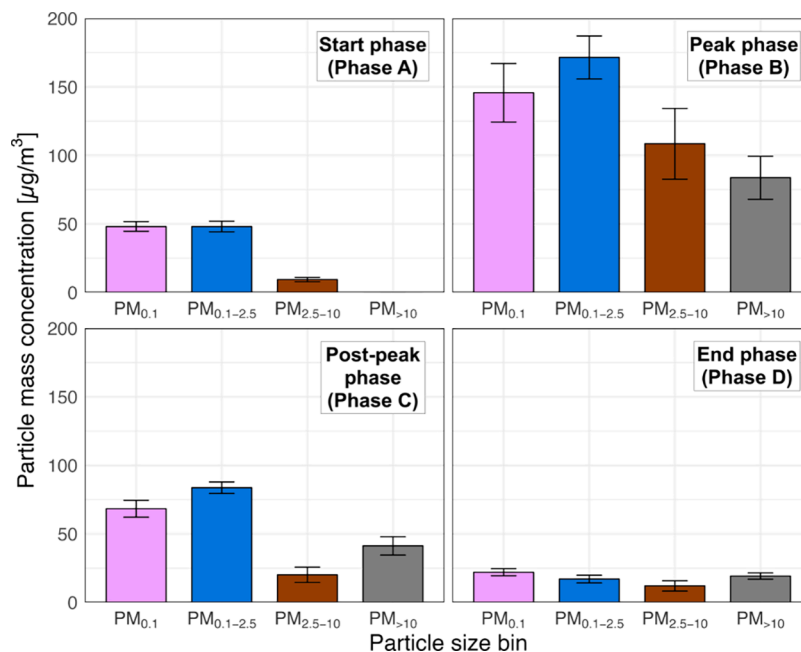 Particle mass concentration [µg/m³]
200
150
100
50
0
Start phase
(Phase A)
PM₀.₁ PM₀.₁₋₂.₅ PM₂.₅₋₁₀ PM>₁₀
Peak phase
(Phase B)
PM₀.₁ PM₀.₁₋₂.₅ PM₂.₅₋₁₀ PM>₁₀
200
150
100
50
0
Post-peak
phase
(Phase C)
PM₀.₁ PM₀.₁₋₂.₅ PM₂.₅₋₁₀ PM>₁₀
End phase
(Phase D)
PM₀.₁ PM₀.₁₋₂.₅ PM₂.₅₋₁₀ PM>₁₀
Particle size bin